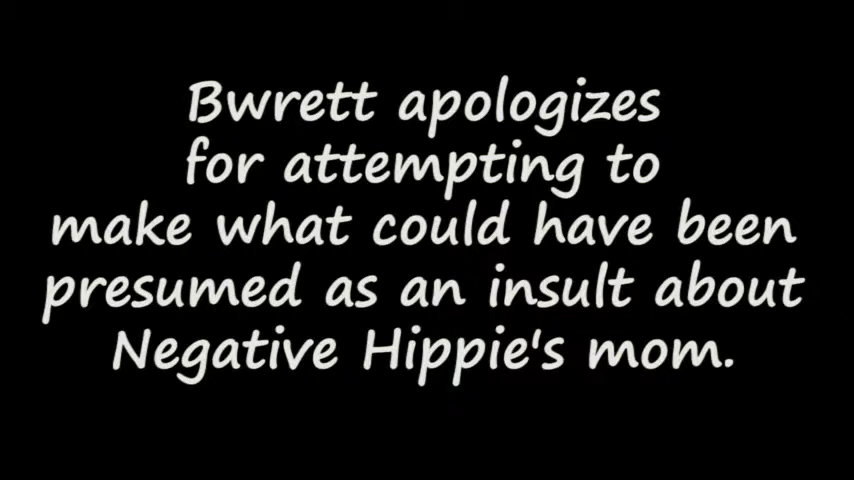 Bwrett apologizes
for attempting to
make what could have been
presumed as an insult about
Negative Hippie's mom.